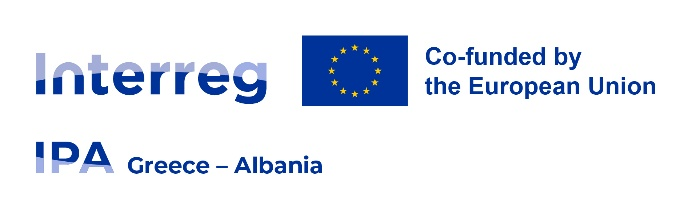 Interreg
Co-funded by
the European Union
IPA Greece – Albania